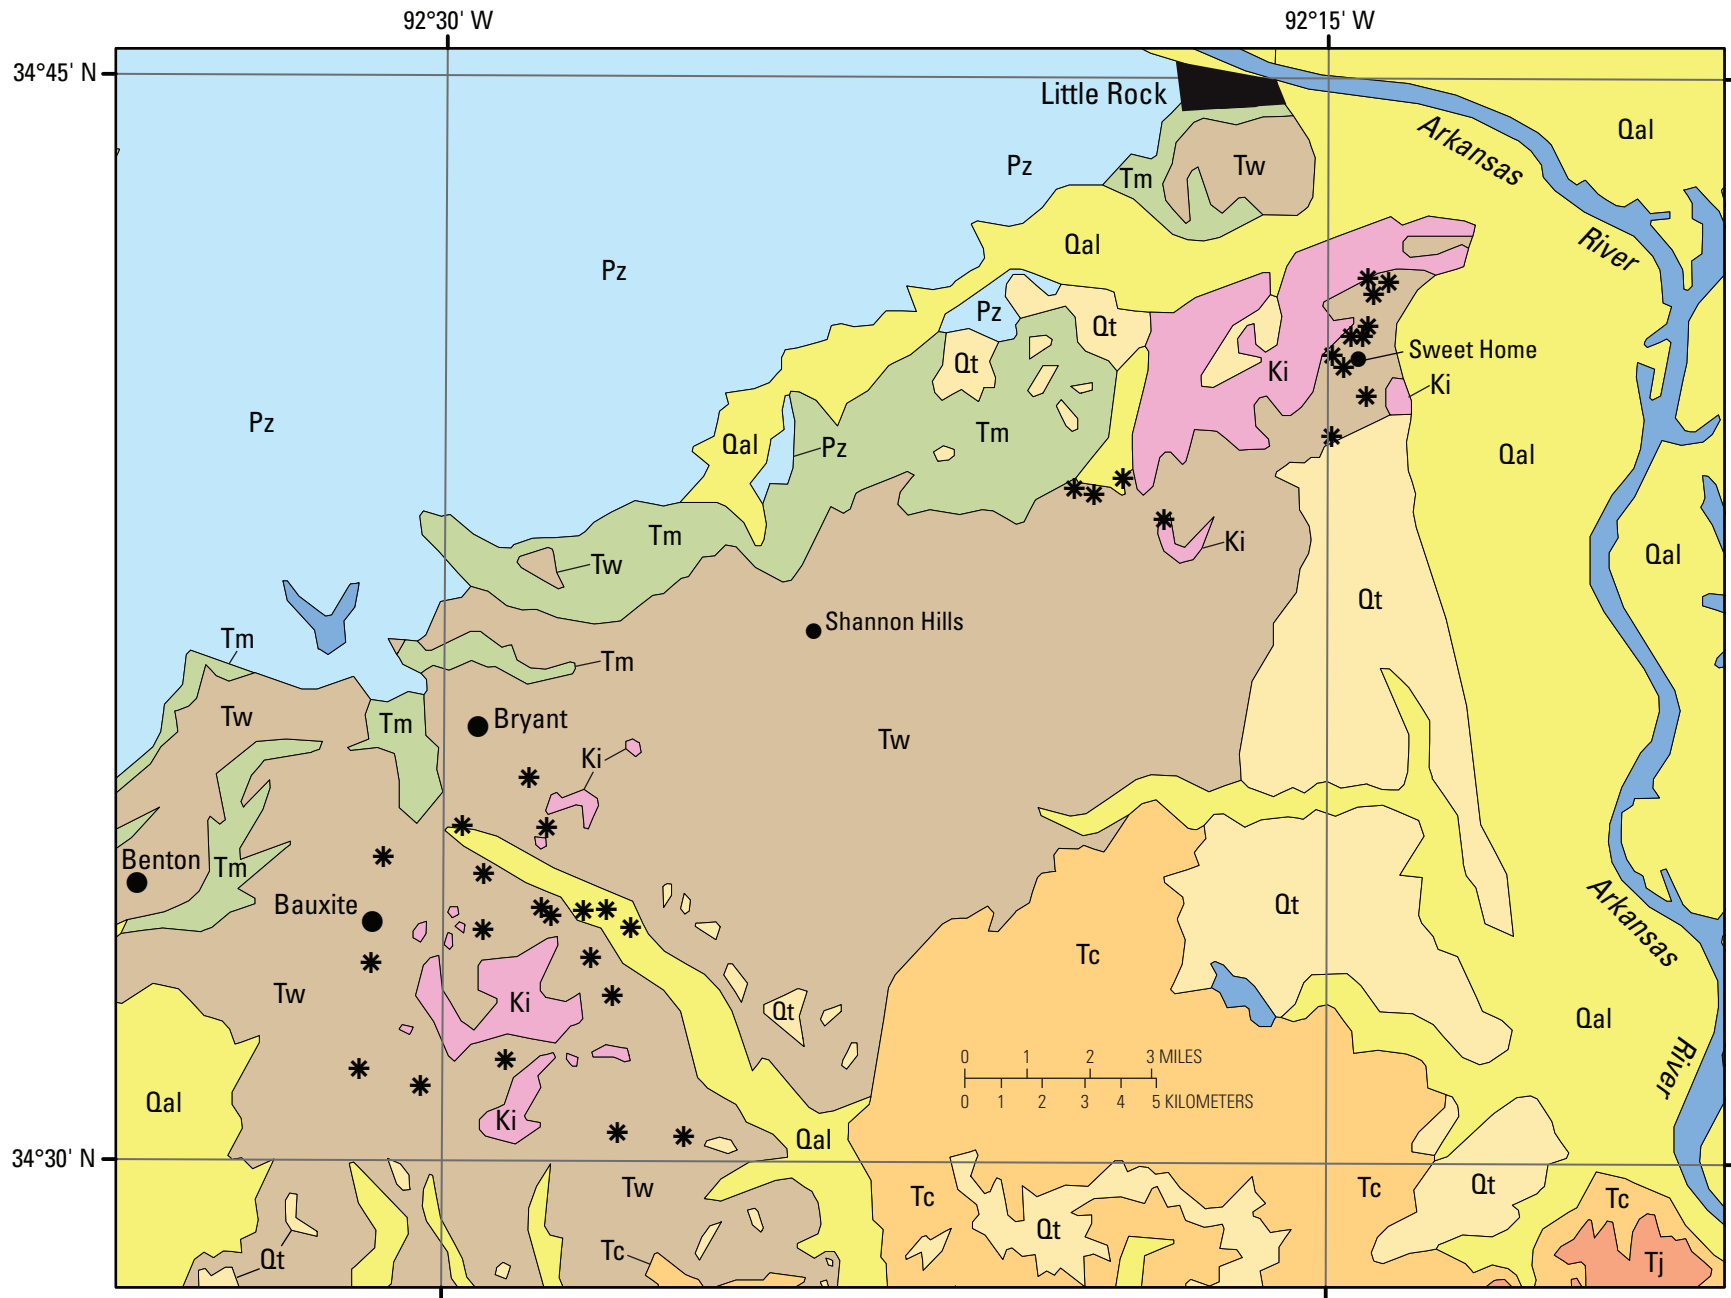 92°30' W
92°15' W
34°45' N
Little Rock
Arkansas
Qal
Pz
Tm
Tw
River
Qal
Pz
Pz
Qt
Qt
Sweet Home
Ki
Ki
Pz
Tm
Qal
Pz
Qal
Tm
Tw
Ki
Qal
Qt
Shannon Hills
Tm
Tm
Tw
Tm
Bryant
Tw
Ki
Benton
Tm
Bauxite
Qt
Arkansas
Tc
Tw
Ki
Qt
Qal
0 1 2 3 MILES
0 1 2 3 4 5 KILOMETERS
River
Qal
Ki
Qal
34°30' N
Tw
Tc
Tc
Qt
Tc
Qt
Qt
Tc
Tj